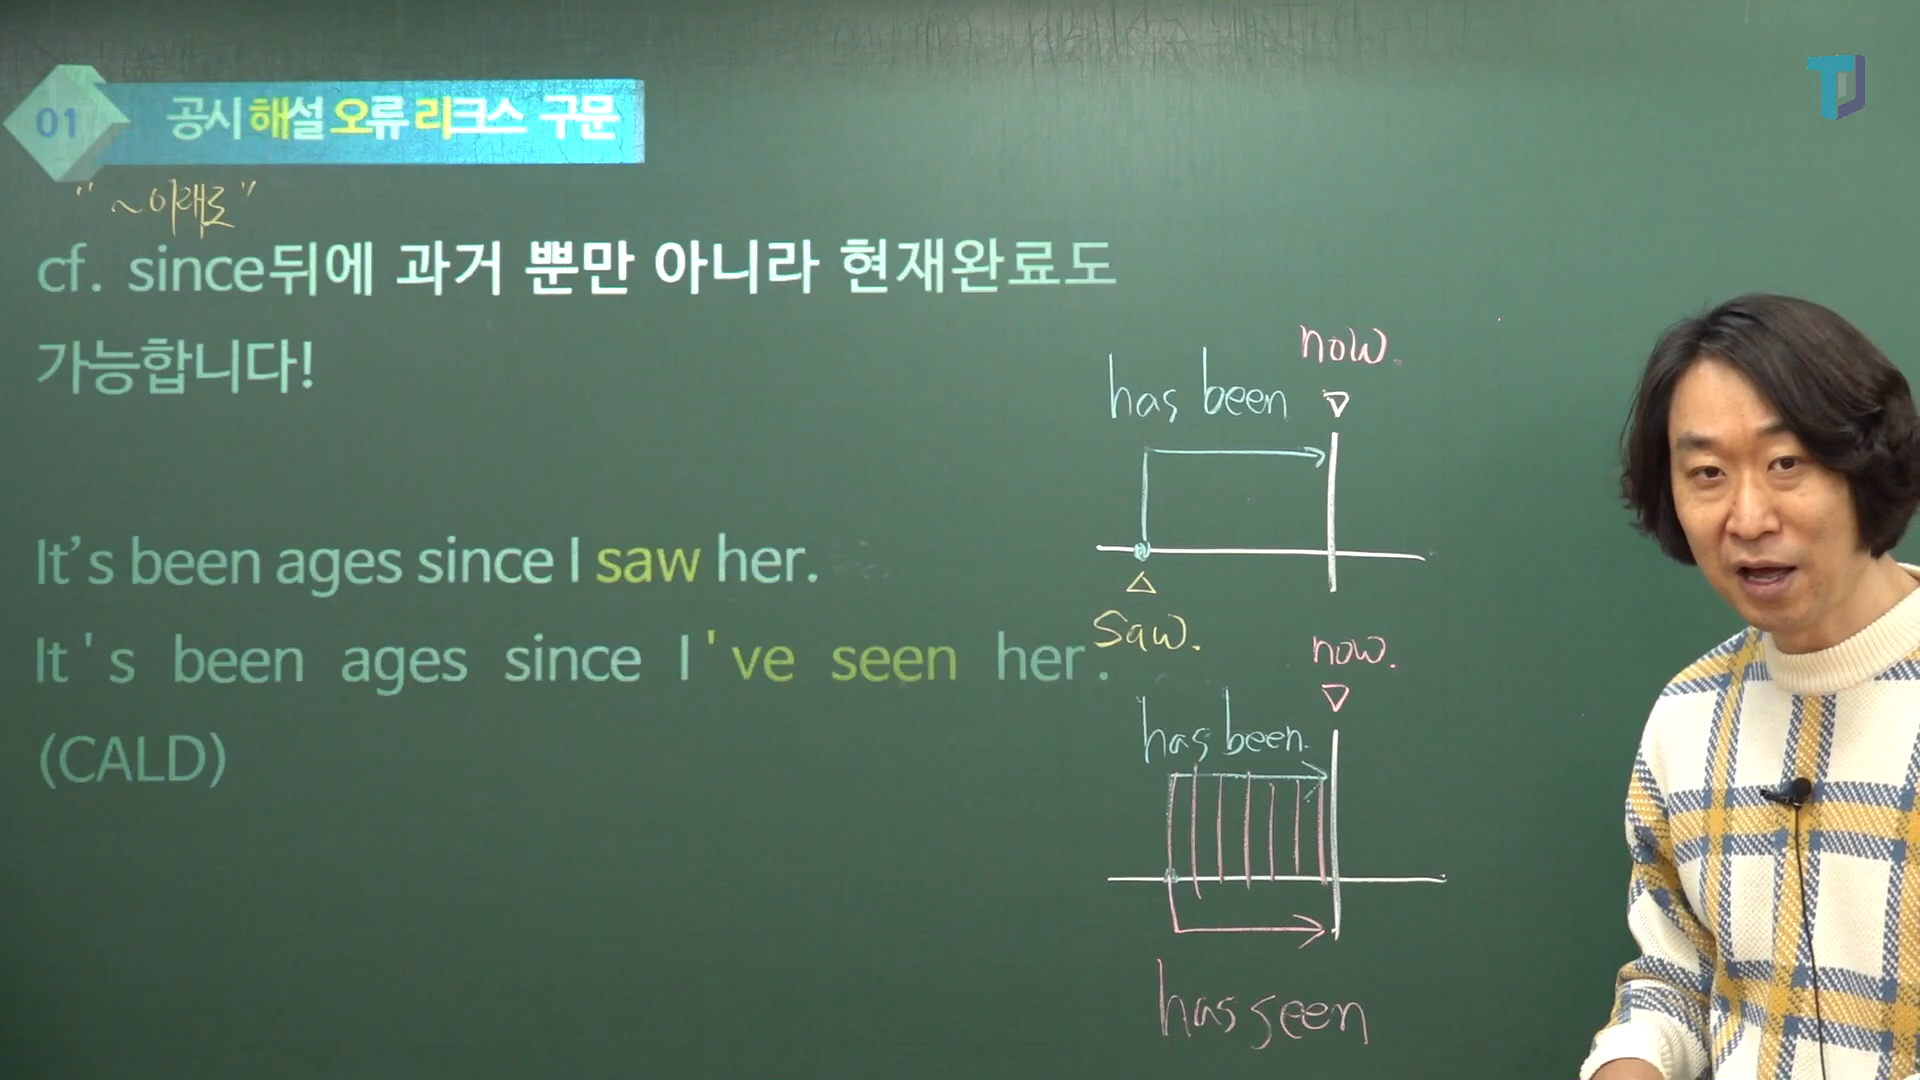 01 공시 해설 오류 리크스 구문
"~이래로"
cf. since뒤에 과거 뿐만 아니라 현재완료도
가능합니다!
It’s been ages since I saw her.
It's been ages since I've seen her.
(CALD)
now.
has been
saw.
now.
has been.
has seen
TJ